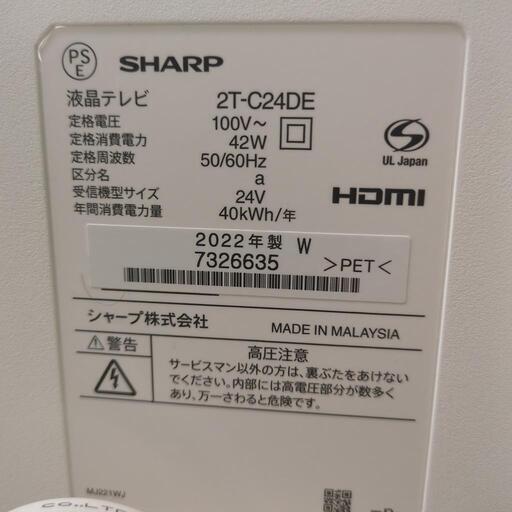 PS
E
SHARP
液晶テレビ 2T-C24DE
定格電圧 100V~
定格消費電力 42W
定格周波数 50/60Hz
区分名 a
受信機型サイズ 24V
年間消費電力量 40kWh/年
UL Japan
HDMI
2022年製 W
7326635
>PET<
シャープ株式会社
MADE IN MALAYSIA
⚠警告
高圧注意
サービスマン以外の方は、裏ぶたをあけない
でください。内部には高電圧部分が数多く
あり、万一さわると危険です。
MJ221WJ